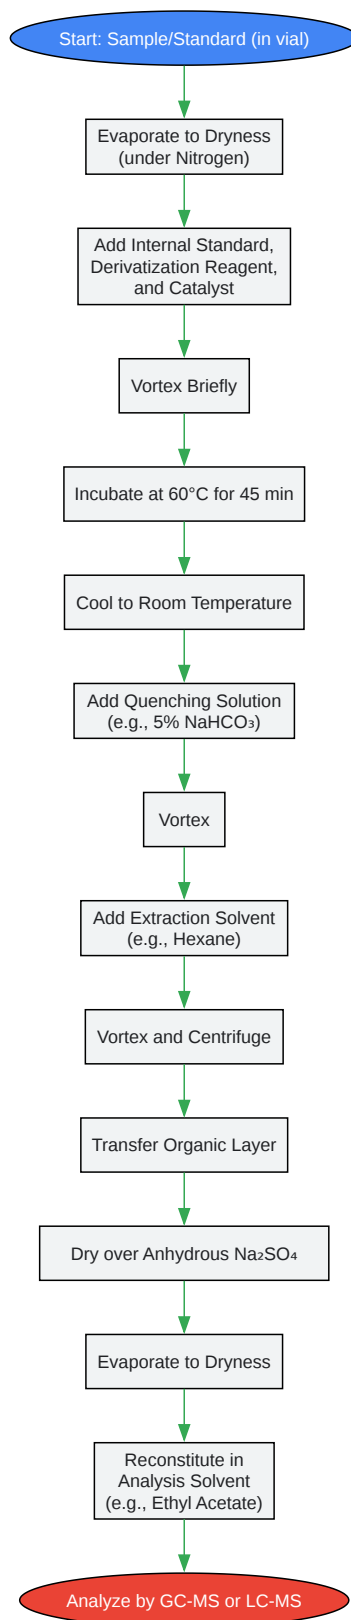 Start: Sample/Standard (in vial)
Evaporate to Dryness
(under Nitrogen)
Add Internal Standard,
Derivatization Reagent,
and Catalyst
Vortex Briefly
Incubate at 60°C for 45 min
Cool to Room Temperature
Add Quenching Solution
(e.g., 5% NaHCO₃)
Vortex
Add Extraction Solvent
(e.g., Hexane)
Vortex and Centrifuge
Transfer Organic Layer
Dry over Anhydrous Na₂SO₄
Evaporate to Dryness
Reconstitute in
Analysis Solvent
(e.g., Ethyl Acetate)
Analyze by GC-MS or LC-MS